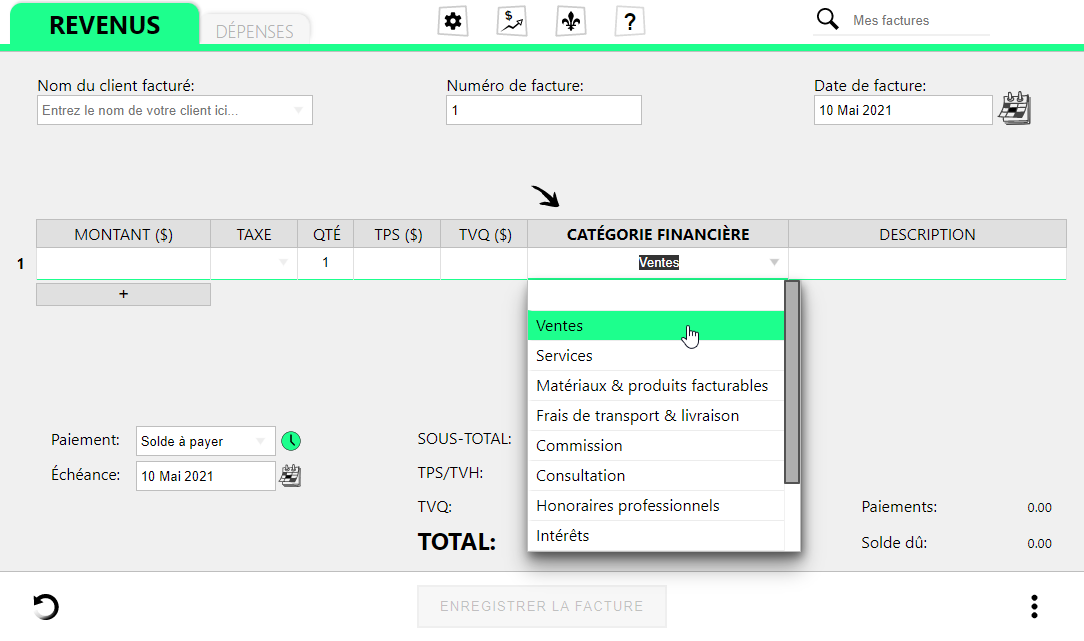 REVENUS
DÉPENSES
$
?
Mes factures
Nom du client facturé:
Numéro de facture:
Date de facture:
Entrez le nom de votre client ici...
1
10 Mai 2021
MONTANT ($)
TAXE
QTÉ
TPS ($)
TVQ ($)
CATÉGORIE FINANCIÈRE
DESCRIPTION
1
1
Ventes
+
Ventes
Services
Matériaux & produits facturables
Frais de transport & livraison
Commission
Consultation
Honoraires professionnels
Intérêts
Paiement:
Solde à payer
Échéance:
10 Mai 2021
SOUS-TOTAL:
TPS/TVH:
TVQ:
TOTAL:
Paiements:
0.00
Solde dû:
0.00
ENREGISTRER LA FACTURE